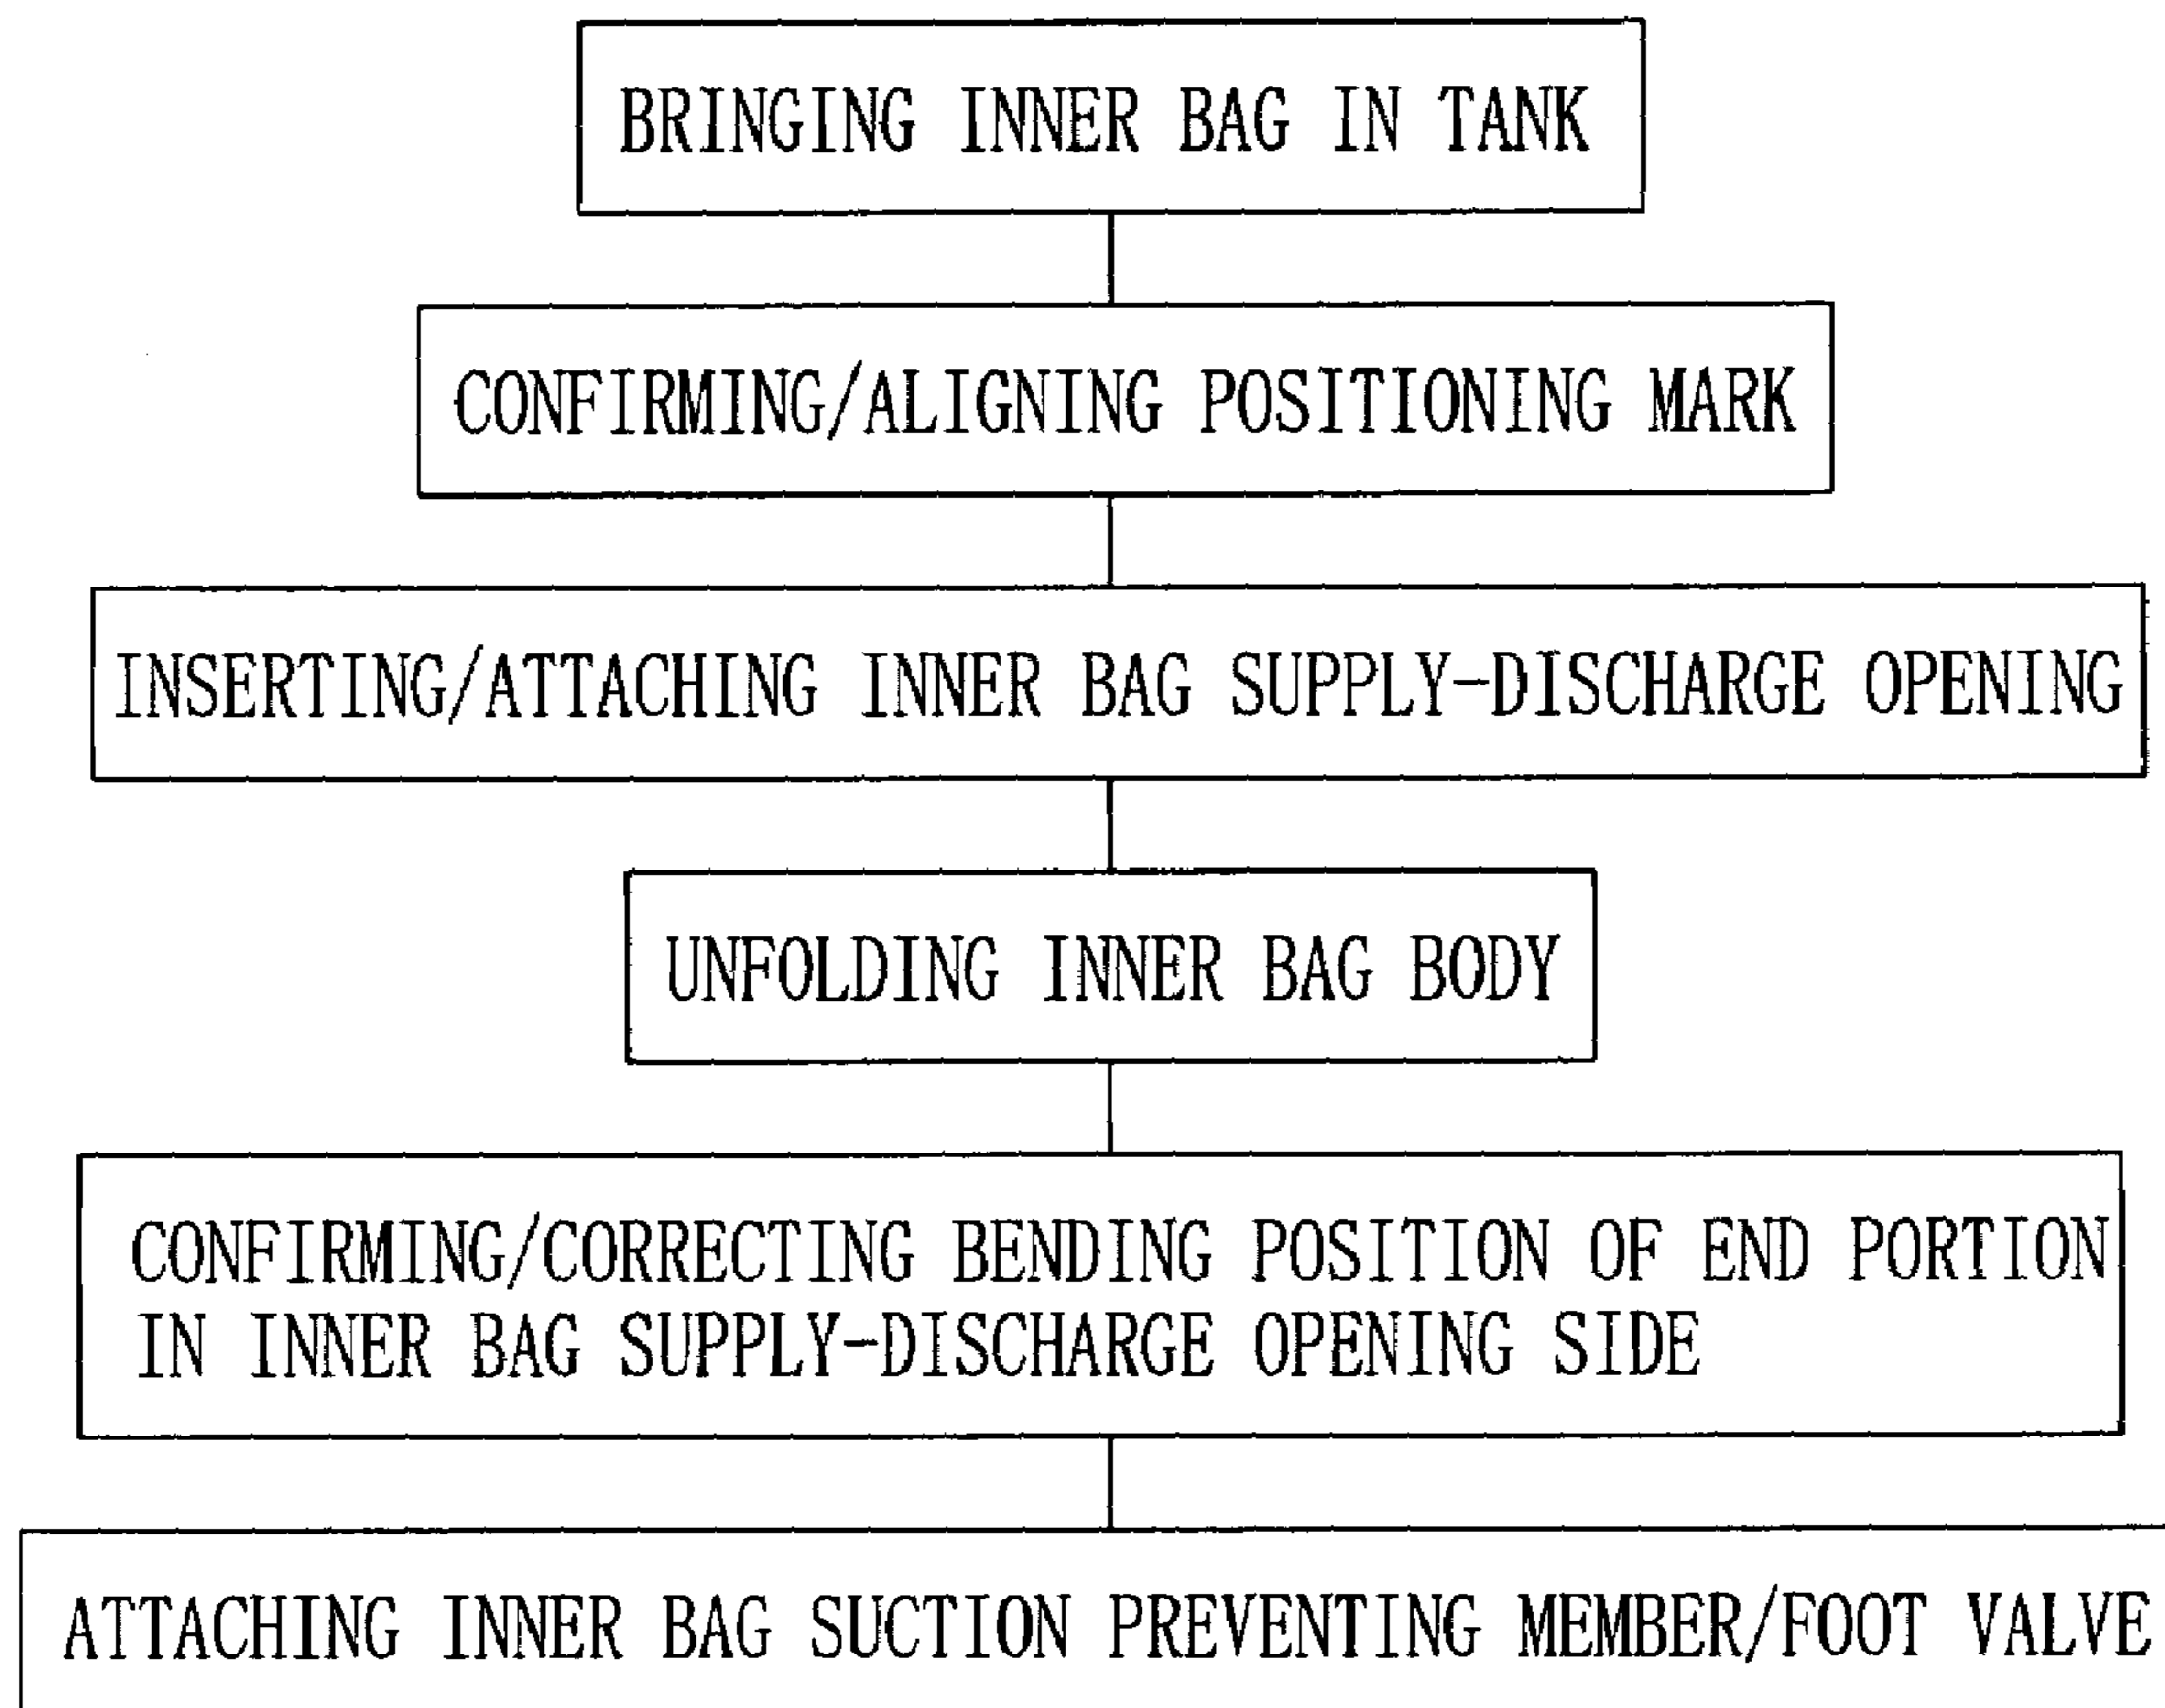 BRINGING INNER BAG IN TANK
CONFIRMING/ALIGNING POSITIONING MARK
INSERTING/ATTACHING INNER BAG SUPPLY-DISCHARGE OPENING
UNFOLDING INNER BAG BODY
CONFIRMING/CORRECTING BENDING POSITION OF END PORTION
IN INNER BAG SUPPLY-DISCHARGE OPENING SIDE
ATTACHING INNER BAG SUCTION PREVENTING MEMBER/FOOT VALVE